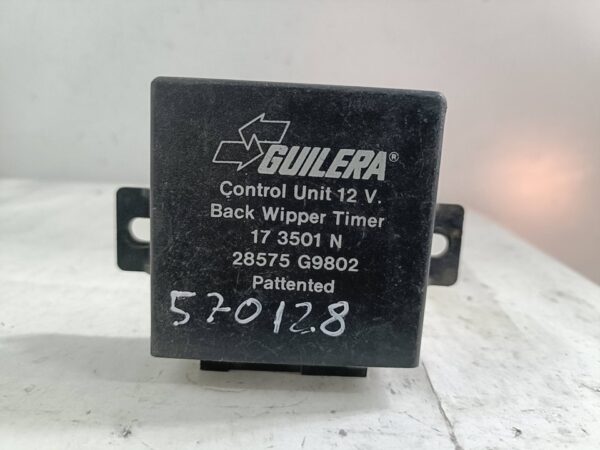 GUILERA®
Control Unit 12 V.
Back Wipper Timer
17 3501 N
28575 G9802
Pattented
570128